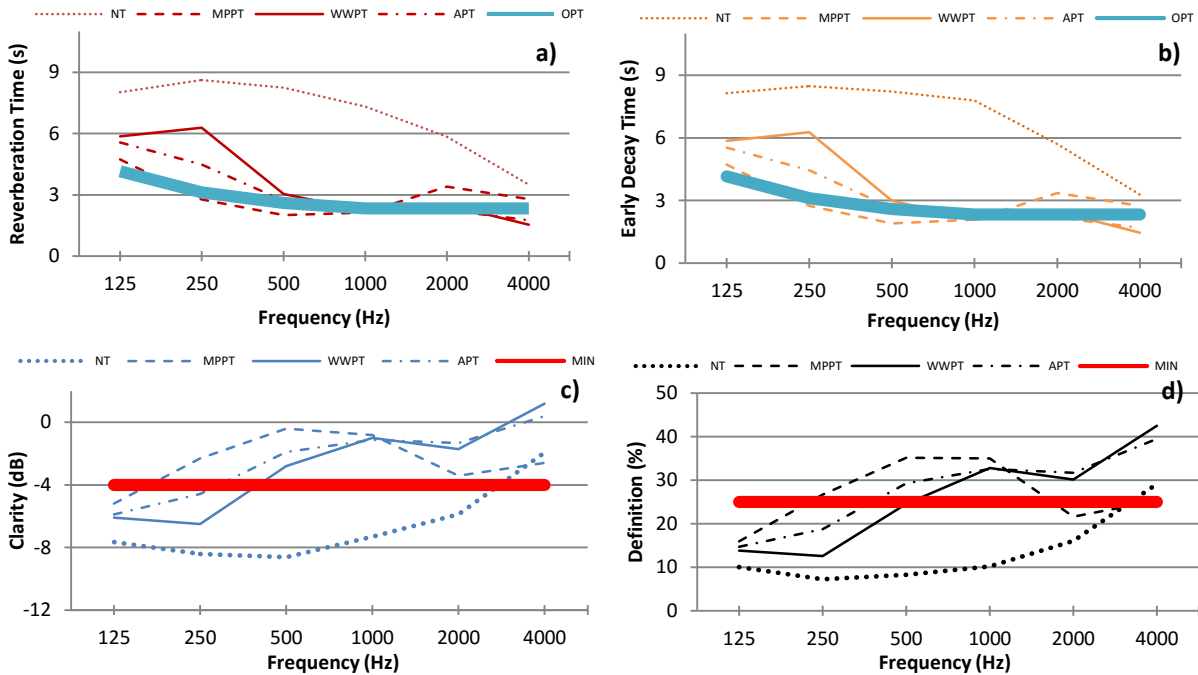 NT MPPT WWPT APT OPT
a)
Reverberation Time (s)
9
6
3
0
125 250 500 1000 2000 4000
Frequency (Hz)
NT MPPT WWPT APT OPT
b)
Early Decay Time (s)
9
6
3
0
125 250 500 1000 2000 4000
Frequency (Hz)
NT MPPT WWPT APT MIN
c)
Clarity (dB)
0
-4
-8
-12
125 250 500 1000 2000 4000
Frequency (Hz)
NT MPPT WWPT APT MIN
d)
Definition (%)
50
40
30
20
10
0
125 250 500 1000 2000 4000
Frequency (Hz)